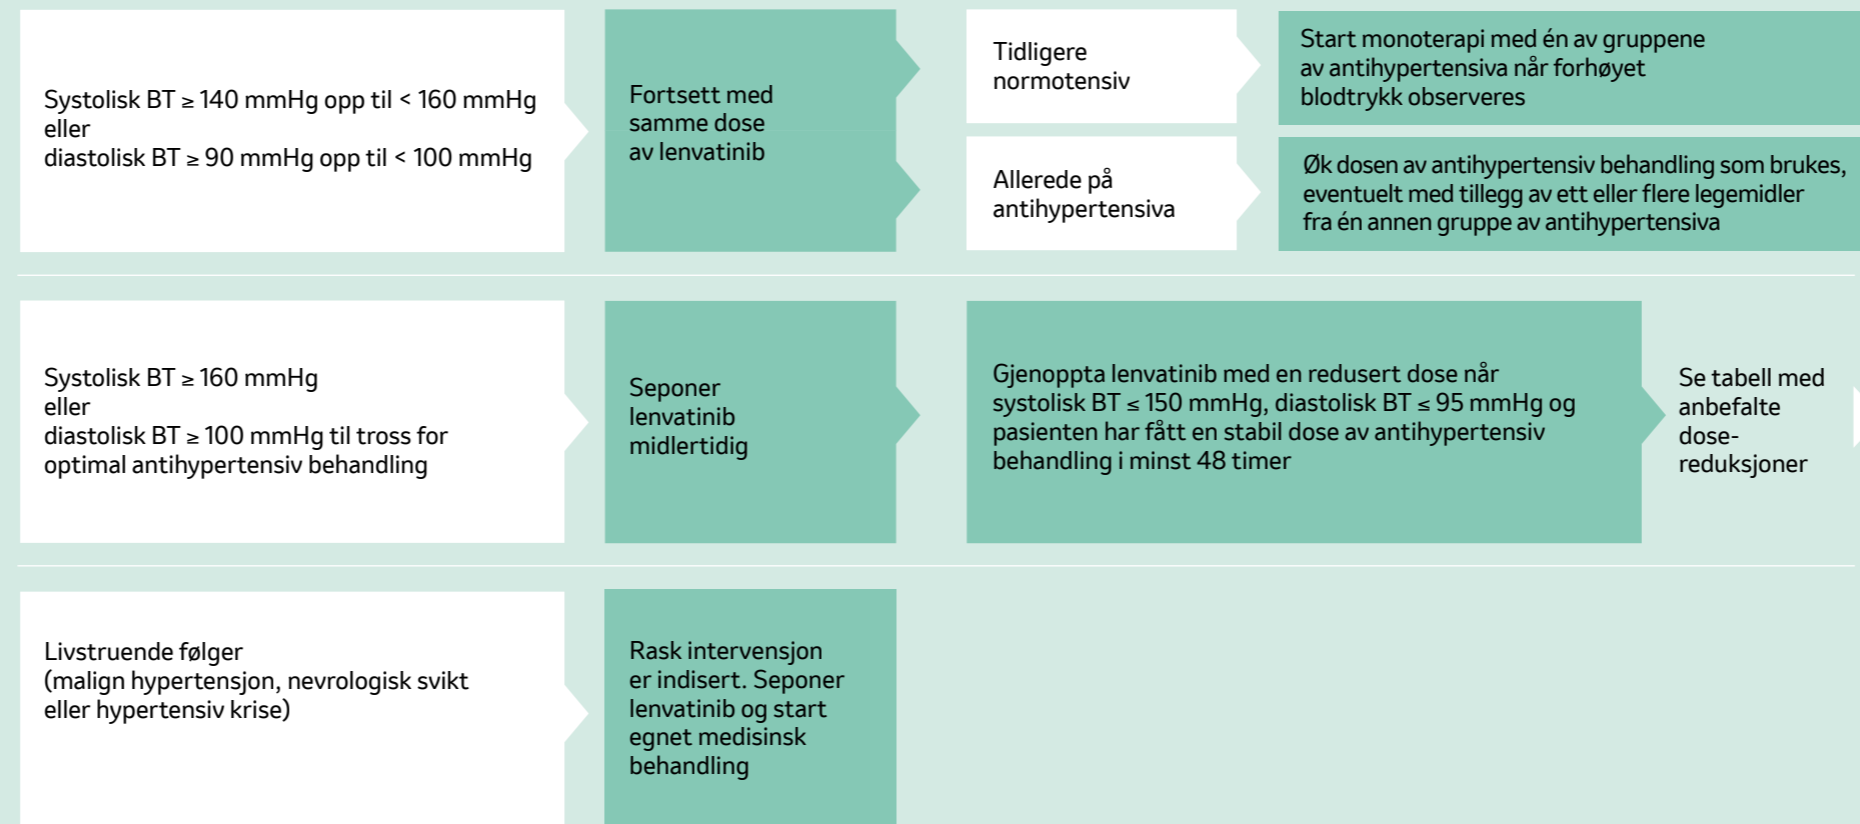 Systolisk BT ≥ 140 mmHg opp til < 160 mmHg
eller
diastolisk BT ≥ 90 mmHg opp til < 100 mmHg
Fortsett med
samme dose
av lenvatinib
Tidligere
normotensiv
Start monoterapi med én av gruppene
av antihypertensiva når forhøyet
blodtrykk observeres
Allerede på
antihypertensiva
Øk dosen av antihypertensiv behandling som brukes,
eventuelt med tillegg av ett eller flere legemidler
fra én annen gruppe av antihypertensiva
Systolisk BT ≥ 160 mmHg
eller
diastolisk BT ≥ 100 mmHg til tross for
optimal antihypertensiv behandling
Seponer
lenvatinib
midlertidig
Gjenoppta lenvatinib med en redusert dose når
systolisk BT ≤ 150 mmHg, diastolisk BT ≤ 95 mmHg og
pasienten har fått en stabil dose av antihypertensiv
behandling i minst 48 timer
Se tabell med
anbefalte
dose-
reduksjoner
Livstruende følger
(malign hypertensjon, nevrologisk svikt
eller hypertensiv krise)
Rask intervensjon
er indisert. Seponer
lenvatinib og start
egnet medisinsk
behandling